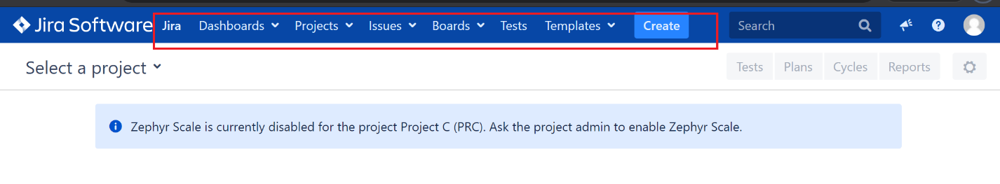 Jira Software Jira Dashboards Projects Issues Boards Tests Templates Create Search
Select a project Tests Plans Cycles Reports
Zephyr Scale is currently disabled for the project Project C (PRC). Ask the project admin to enable Zephyr Scale.